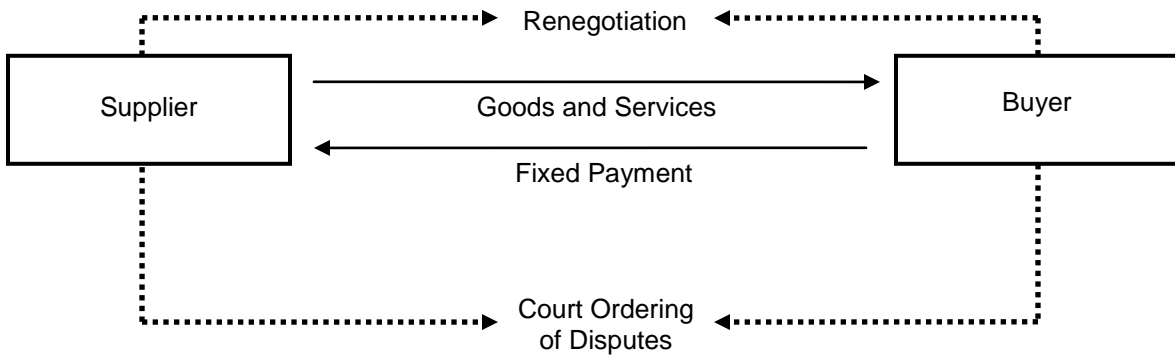 Renegotiation
Supplier
Goods and Services
Buyer
Fixed Payment
Court Ordering
of Disputes